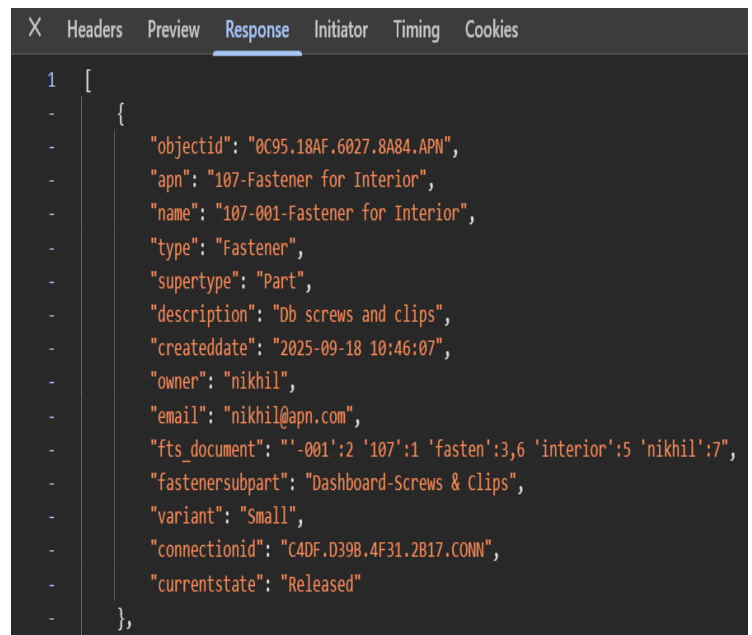 X Headers Preview Response Initiator Timing Cookies
1 [
- {
- "objectid": "0C95.18AF.6027.8A84.APN",
- "apn": "107-Fastener for Interior",
- "name": "107-001-Fastener for Interior",
- "type": "Fastener",
- "supertype": "Part",
- "description": "Db screws and clips",
- "createddate": "2025-09-18 10:46:07",
- "owner": "nikhil",
- "email": "nikhil@apn.com",
- "fts_document": "'-001':2 '107':1 'fasten':3,6 'interior':5 'nikhil':7",
- "fastenersubpart": "Dashboard-Screws & Clips",
- "variant": "Small",
- "connectionid": "C4DF.D39B.4F31.2B17.CONN",
- "currentstate": "Released"
- },